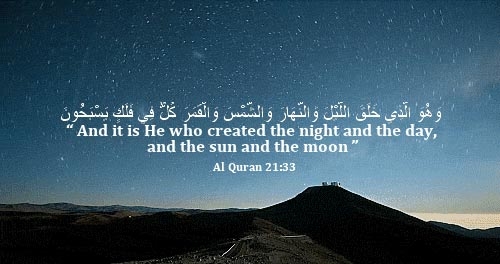 وَهُوَ الَّذِي خَلَقَ اللَّيْلَ وَالنَّهَارَ وَالشَّمْسَ وَالْقَمَرَ كُلٌّ فِي فَلَكٍ يَسْبَحُونَ
“ And it is He who created the night and the day,
and the sun and the moon ”
Al Quran 21:33